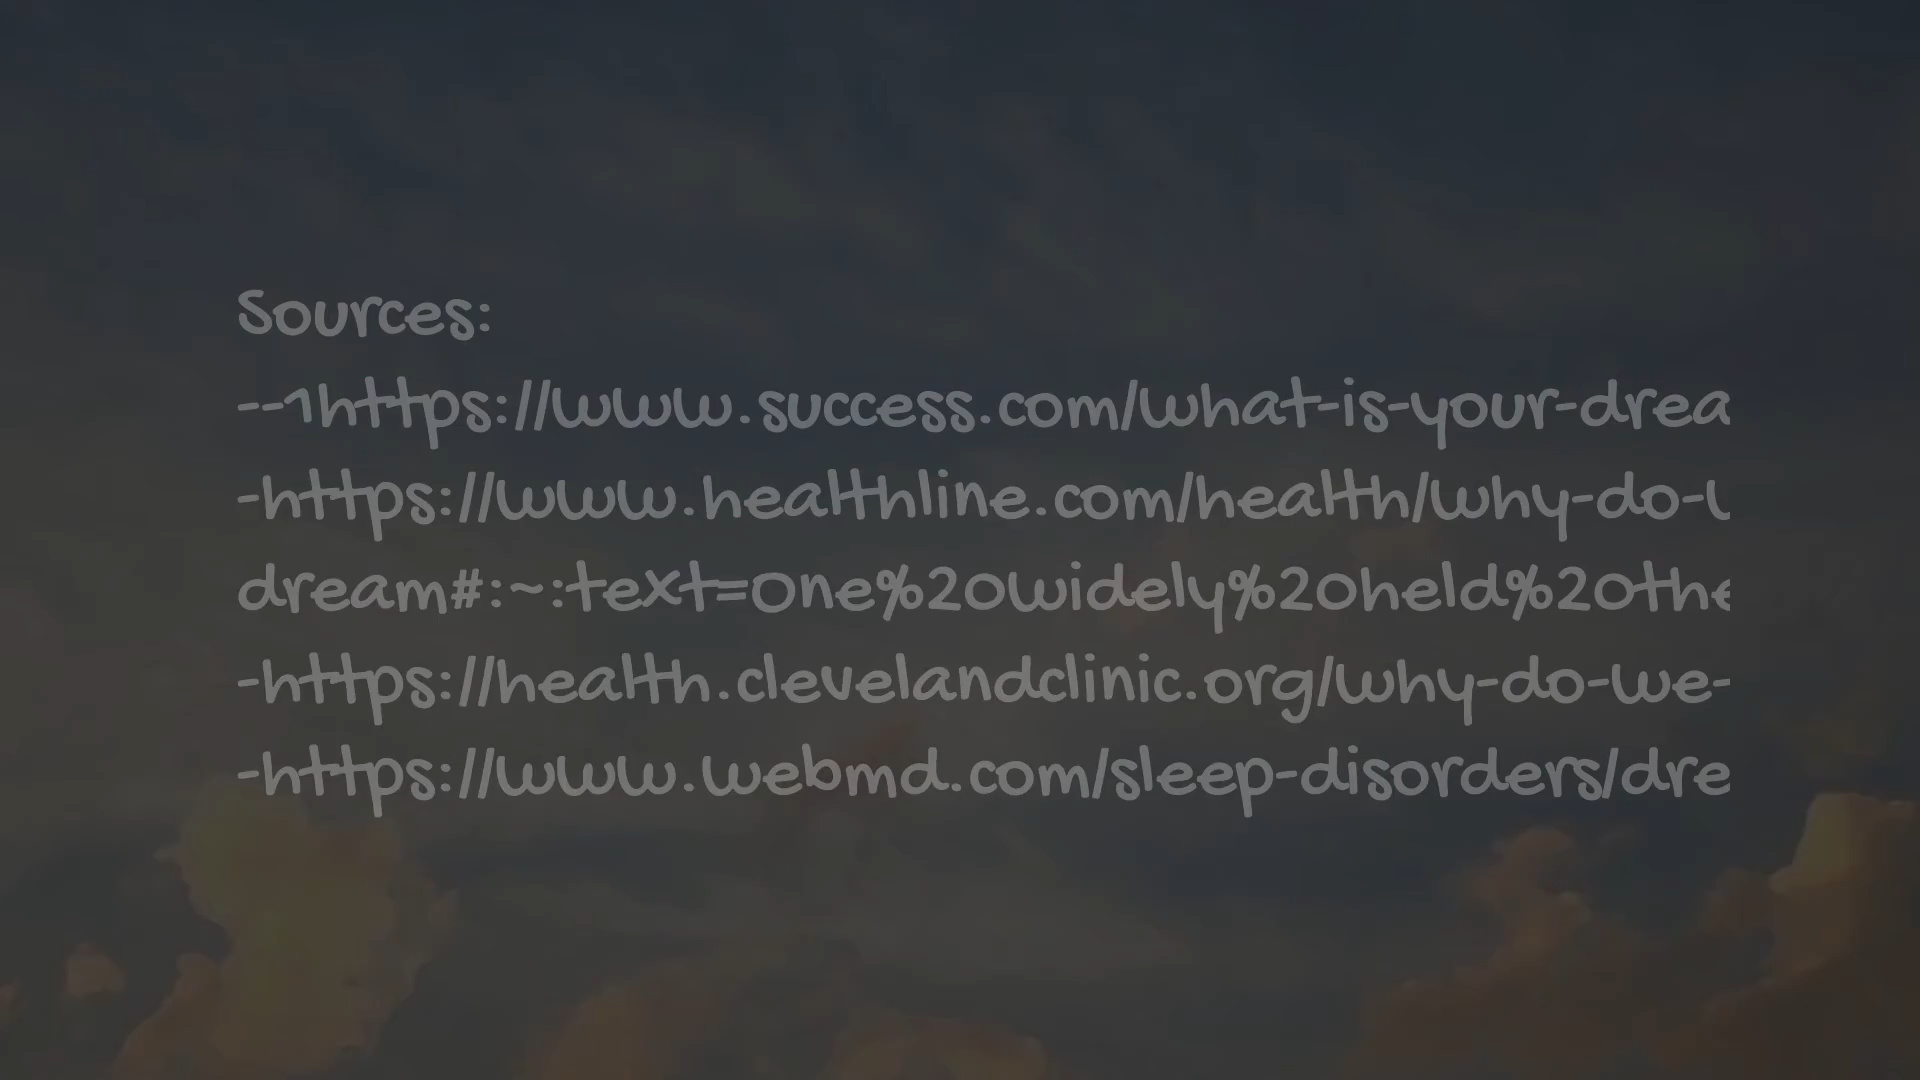 Sources:
--1https://www.success.com/what-is-your-drea
-https://www.healthline.com/health/why-do-
dream#:~:text=One%20widely%20held%20the
-https://health.clevelandclinic.org/why-do-we-
-https://www.webmd.com/sleep-disorders/dre